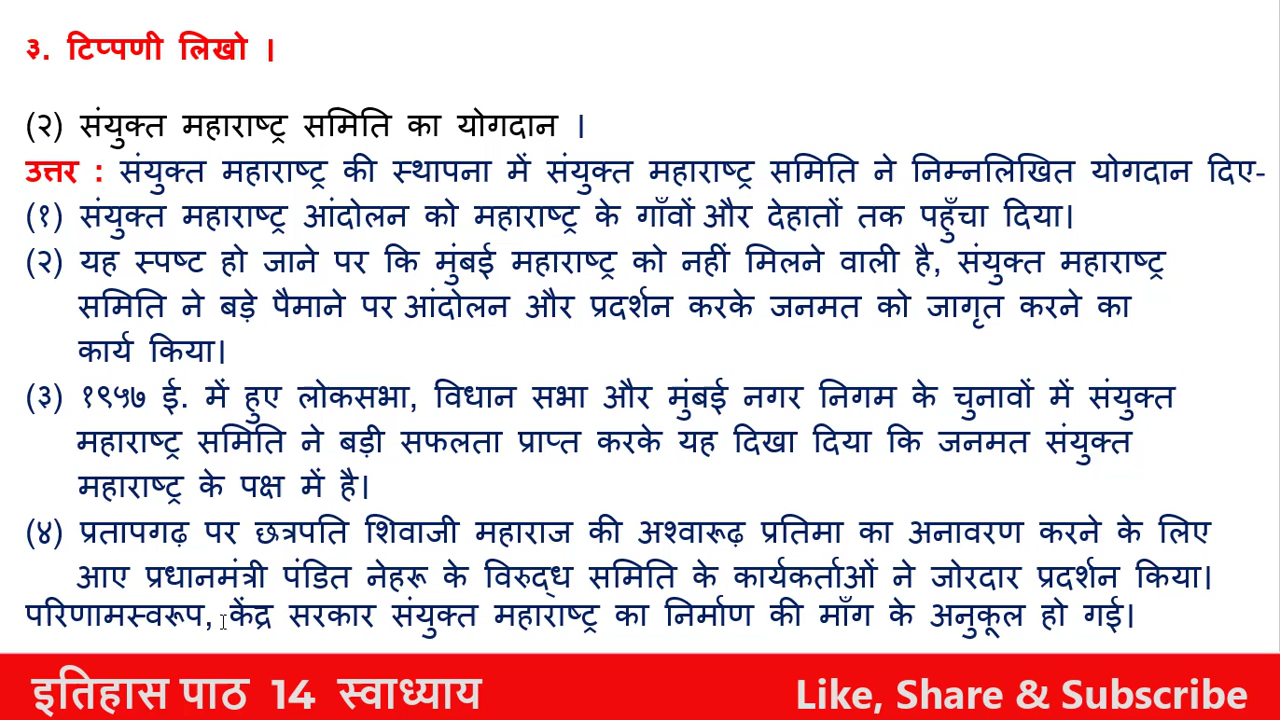 ३. टिप्पणी लिखो ।
(२) संयुक्त महाराष्ट्र समिति का योगदान ।
उत्तर : संयुक्त महाराष्ट्र की स्थापना में संयुक्त महाराष्ट्र समिति ने निम्नलिखित योगदान दिए-
(१) संयुक्त महाराष्ट्र आंदोलन को महाराष्ट्र के गाँवों और देहातों तक पहुँचा दिया।
(२) यह स्पष्ट हो जाने पर कि मुंबई महाराष्ट्र को नहीं मिलने वाली है, संयुक्त महाराष्ट्र
समिति ने बड़े पैमाने पर आंदोलन और प्रदर्शन करके जनमत को जागृत करने का
कार्य किया।
(३) १९५७ ई. में हुए लोकसभा, विधान सभा और मुंबई नगर निगम के चुनावों में संयुक्त
महाराष्ट्र समिति ने बड़ी सफलता प्राप्त करके यह दिखा दिया कि जनमत संयुक्त
महाराष्ट्र के पक्ष में है।
(४) प्रतापगढ़ पर छत्रपति शिवाजी महाराज की अश्वारूढ़ प्रतिमा का अनावरण करने के लिए
आए प्रधानमंत्री पंडित नेहरू के विरुद्ध समिति के कार्यकर्ताओं ने जोरदार प्रदर्शन किया।
परिणामस्वरूप, केंद्र सरकार संयुक्त महाराष्ट्र का निर्माण की माँग के अनुकूल हो गई।
इतिहास पाठ 14 स्वाध्याय
Like, Share & Subscribe